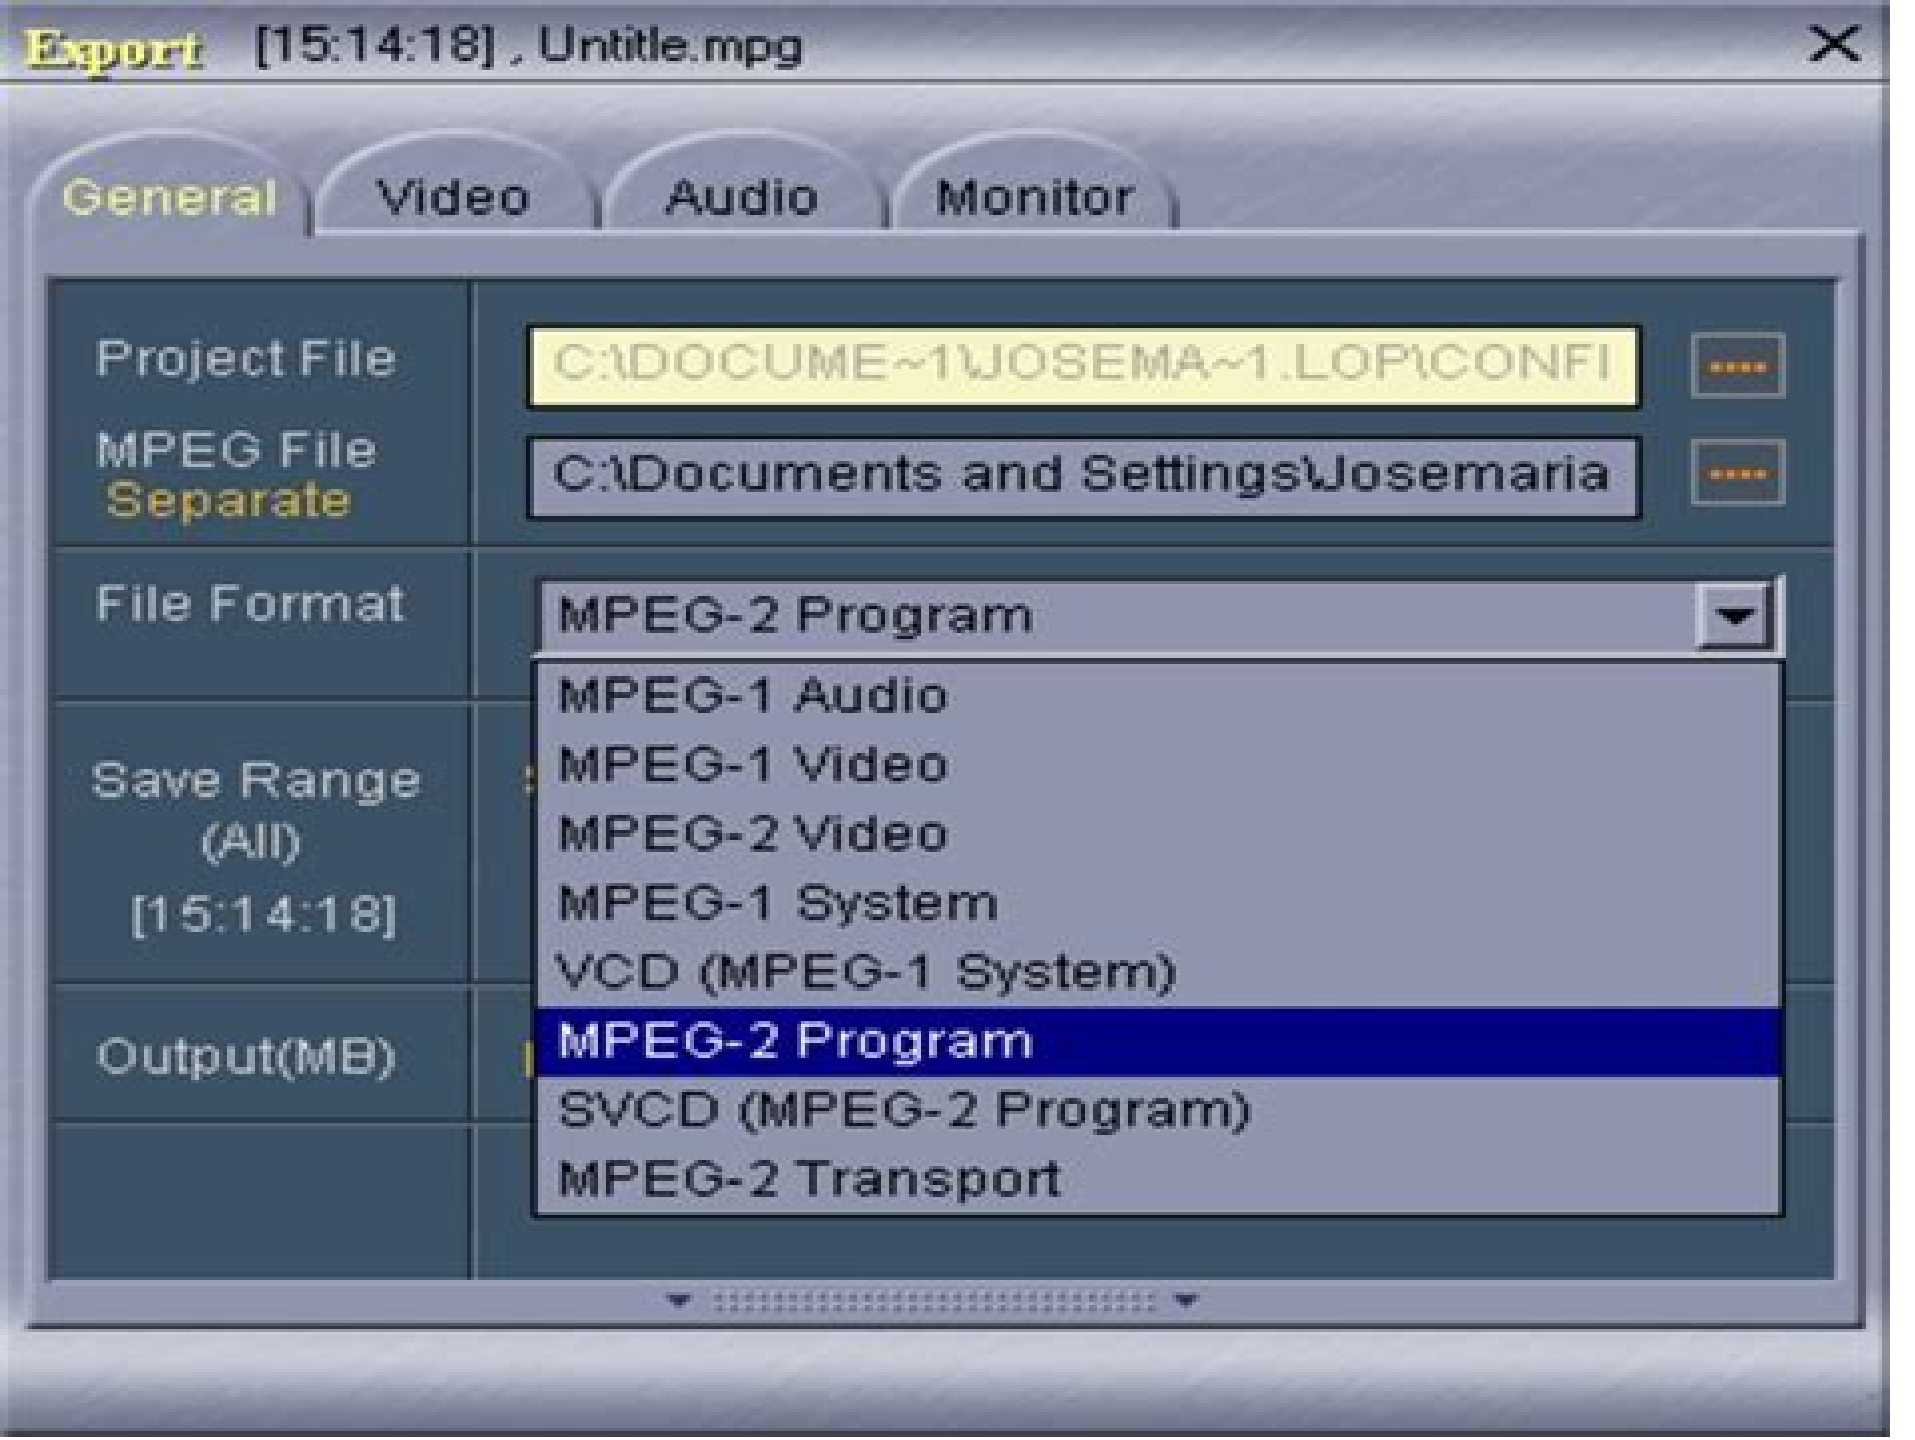 Export [15:14:18] , Untitle.mpg
General Video Audio Monitor
Project File C:\DOCUME~1\JOSEMA~1.LOP\CONFI
MPEG File C:\Documents and Settings\Josemaria
Separate
File Format MPEG-2 Program
MPEG-1 Audio
MPEG-1 Video
Save Range
MPEG-2 Video
(All)
MPEG-1 System
[15:14:18]
VCD (MPEG-1 System)
Output(MB) MPEG-2 Program
SVCD (MPEG-2 Program)
MPEG-2 Transport